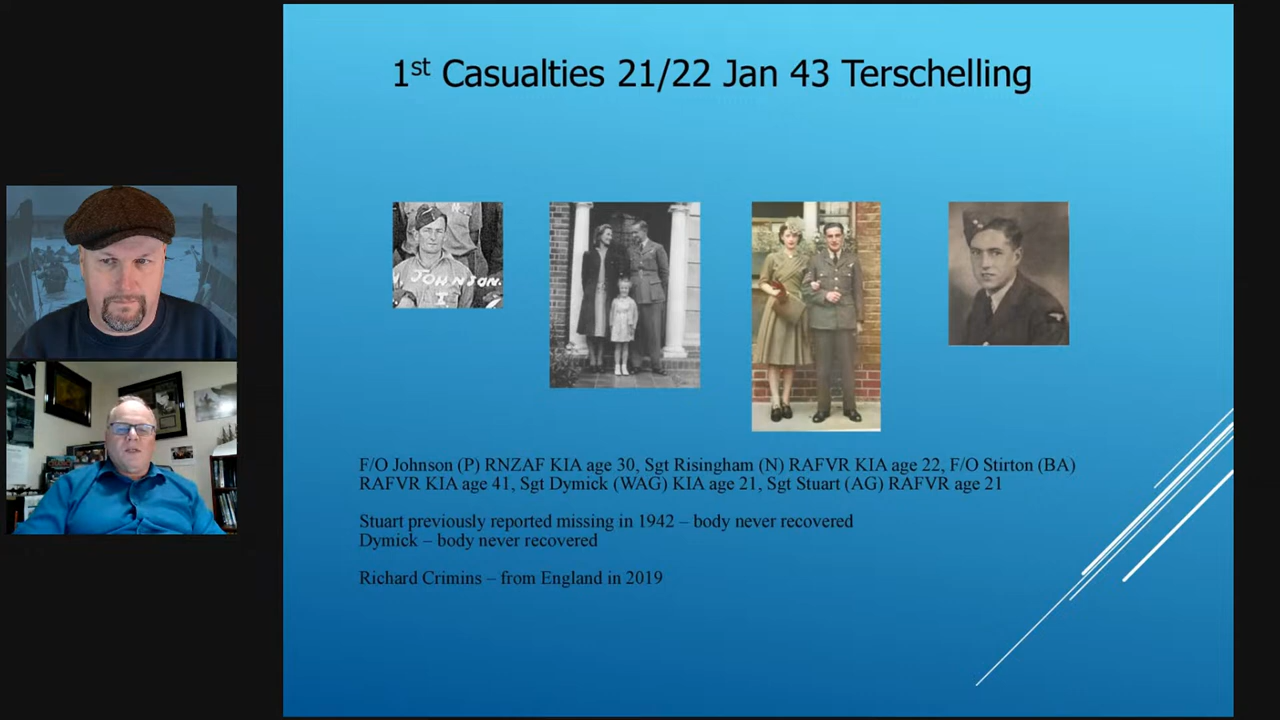 1st Casualties 21/22 Jan 43 Terschelling
JOHNSON.
F/O Johnson (P) RNZAF KIA age 30, Sgt Risingham (N) RAFVR KIA age 22, F/O Stirton (BA)
RAFVR KIA age 41, Sgt Dymick (WAG) KIA age 21, Sgt Stuart (AG) RAFVR age 21
Stuart previously reported missing in 1942 – body never recovered
Dymick – body never recovered
Richard Crimins – from England in 2019